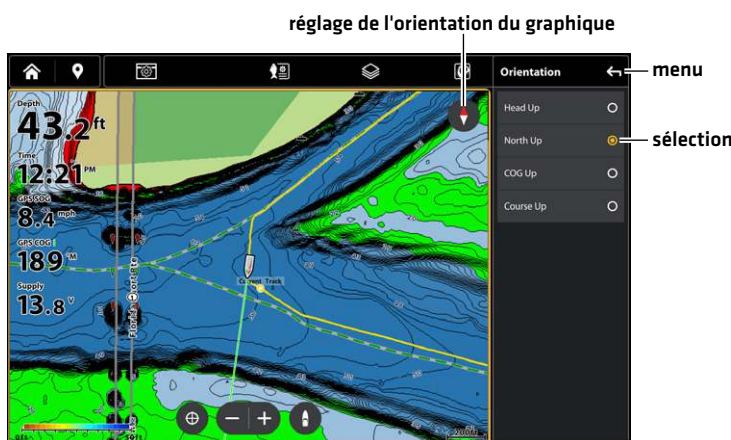 réglage de l'orientation du graphique
menu
sélection
Orientation
Head Up
North Up
COG Up
Course Up
Depth
43.2 ft
Time
12:21 PM
GPS SOG
8.4 mph
GPS COG
189 °M
Supply
13.8 V
Current Track